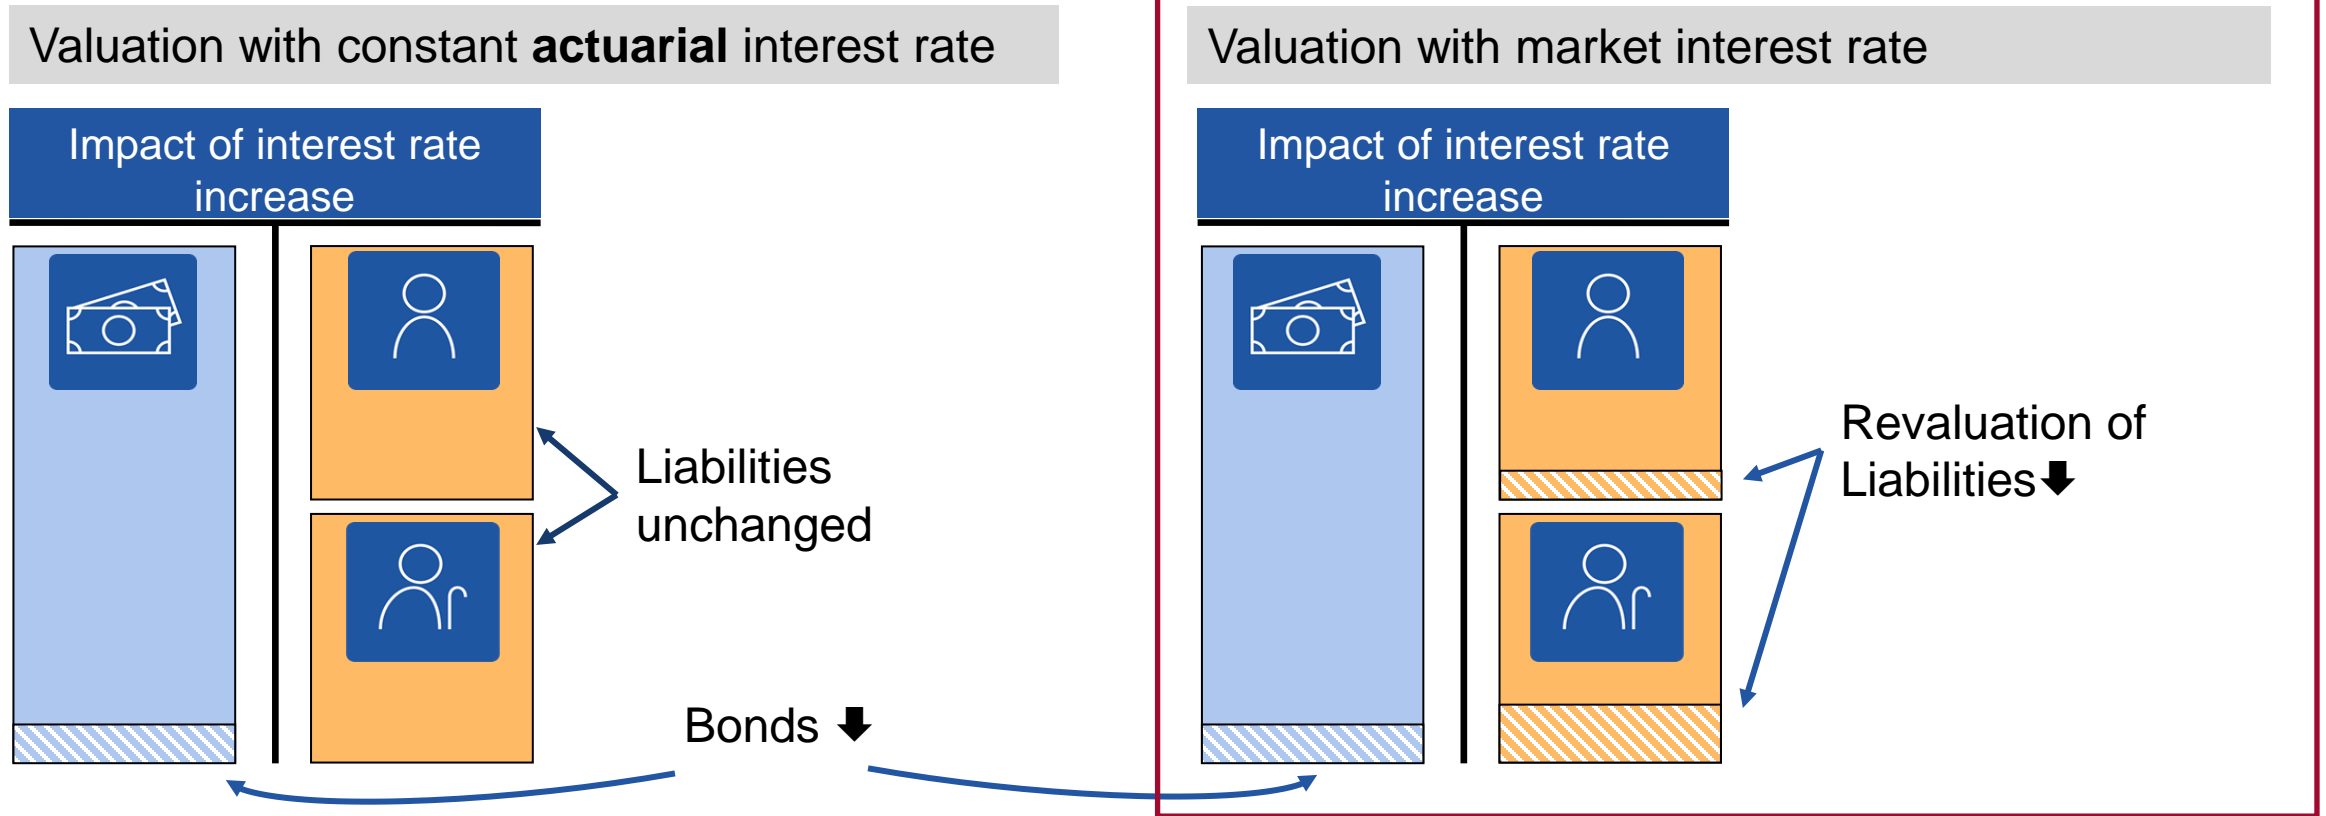 Valuation with constant actuarial interest rate
Impact of interest rate
increase
Liabilities
unchanged
Bonds ⬇
Valuation with market interest rate
Impact of interest rate
increase
Revaluation of
Liabilities⬇